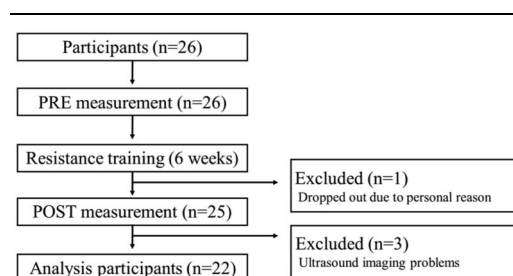 Participants (n=26)
PRE measurement (n=26)
Resistance training (6 weeks)
Excluded (n=1)
Dropped out due to personal reason
POST measurement (n=25)
Excluded (n=3)
Ultrasound imaging problems
Analysis participants (n=22)